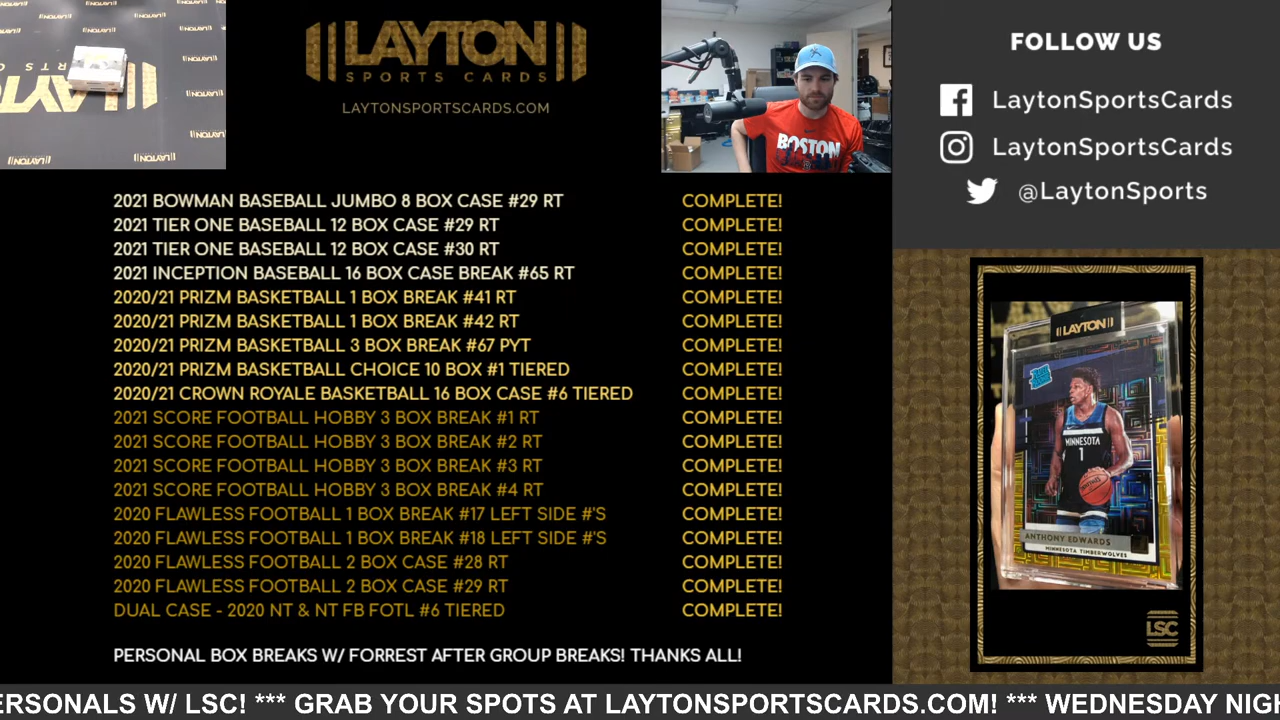 LAYTON
SPORTS CARDS
LAYTONSPORTSCARDS.COM
BOSTON
FOLLOW US
LaytonSportsCards
LaytonSportsCards
@LaytonSports
2021 BOWMAN BASEBALL JUMBO 8 BOX CASE #29 RT COMPLETE!
2021 TIER ONE BASEBALL 12 BOX CASE #29 RT COMPLETE!
2021 TIER ONE BASEBALL 12 BOX CASE #30 RT COMPLETE!
2021 INCEPTION BASEBALL 16 BOX CASE BREAK #65 RT COMPLETE!
2020/21 PRIZM BASKETBALL 1 BOX BREAK #41 RT COMPLETE!
2020/21 PRIZM BASKETBALL 1 BOX BREAK #42 RT COMPLETE!
2020/21 PRIZM BASKETBALL 3 BOX BREAK #67 PYT COMPLETE!
2020/21 PRIZM BASKETBALL CHOICE 10 BOX #1 TIERED COMPLETE!
2020/21 CROWN ROYALE BASKETBALL 16 BOX CASE #6 TIERED COMPLETE!
2021 SCORE FOOTBALL HOBBY 3 BOX BREAK #1 RT COMPLETE!
2021 SCORE FOOTBALL HOBBY 3 BOX BREAK #2 RT COMPLETE!
2021 SCORE FOOTBALL HOBBY 3 BOX BREAK #3 RT COMPLETE!
2021 SCORE FOOTBALL HOBBY 3 BOX BREAK #4 RT COMPLETE!
2020 FLAWLESS FOOTBALL 1 BOX BREAK #17 LEFT SIDE #'S COMPLETE!
2020 FLAWLESS FOOTBALL 1 BOX BREAK #18 LEFT SIDE #'S COMPLETE!
2020 FLAWLESS FOOTBALL 2 BOX CASE #28 RT COMPLETE!
2020 FLAWLESS FOOTBALL 2 BOX CASE #29 RT COMPLETE!
DUAL CASE - 2020 NT & NT FB FOTL #6 TIERED COMPLETE!
PERSONAL BOX BREAKS W/ FORREST AFTER GROUP BREAKS! THANKS ALL!
LAYTON
MINNESOTA
1
ANTHONY EDWARDS
MINNESOTA TIMBERWOLVES
LSC
ERSONALS W/ LSC! *** GRAB YOUR SPOTS AT LAYTONSPORTSCARDS.COM! *** WEDNESDAY NIGH